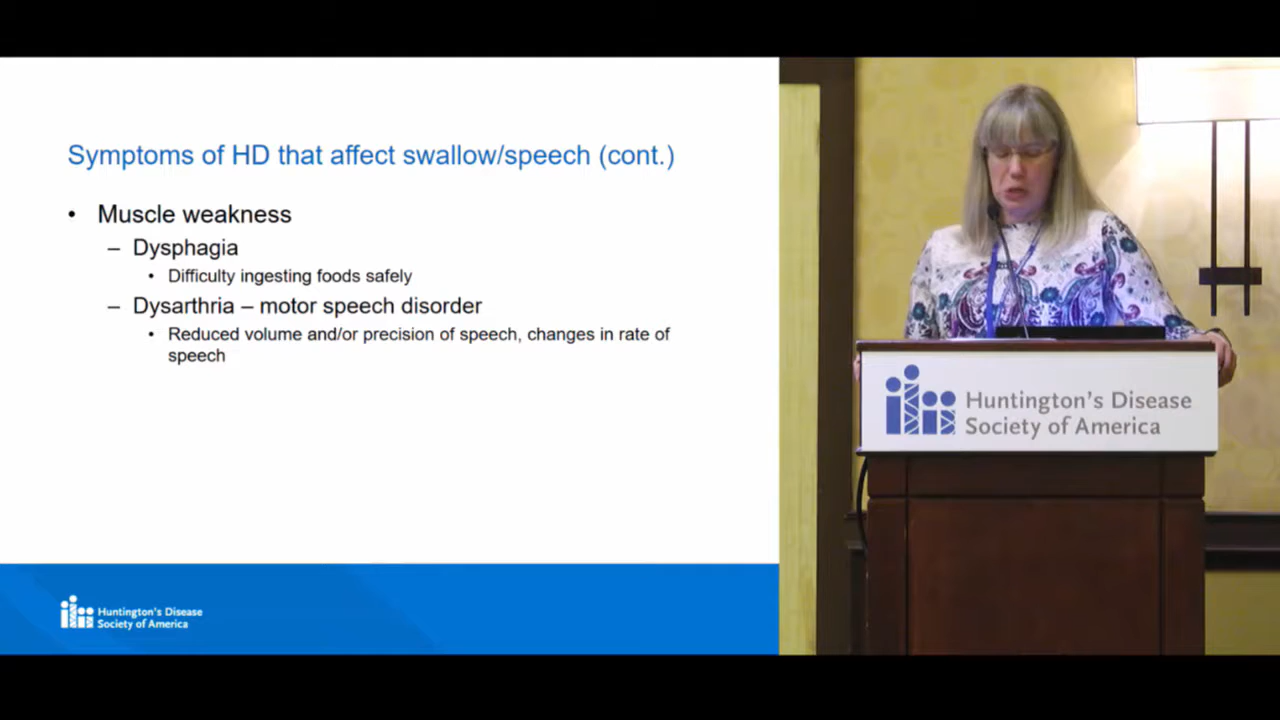 Symptoms of HD that affect swallow/speech (cont.)
• Muscle weakness
– Dysphagia
• Difficulty ingesting foods safely
– Dysarthria – motor speech disorder
• Reduced volume and/or precision of speech, changes in rate of
speech
Huntington's Disease
Society of America
Huntington's Disease
Society of America